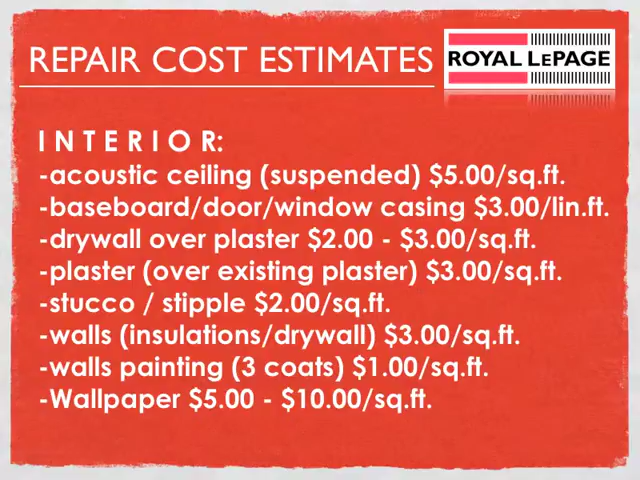 REPAIR COST ESTIMATES
ROYAL LEPAGE
INTERIOR:
-acoustic ceiling (suspended) $5.00/sq.ft.
-baseboard/door/window casing $3.00/lin.ft.
-drywall over plaster $2.00 - $3.00/sq.ft.
-plaster (over existing plaster) $3.00/sq.ft.
-stucco / stipple $2.00/sq.ft.
-walls (insulations/drywall) $3.00/sq.ft.
-walls painting (3 coats) $1.00/sq.ft.
-Wallpaper $5.00 - $10.00/sq.ft.